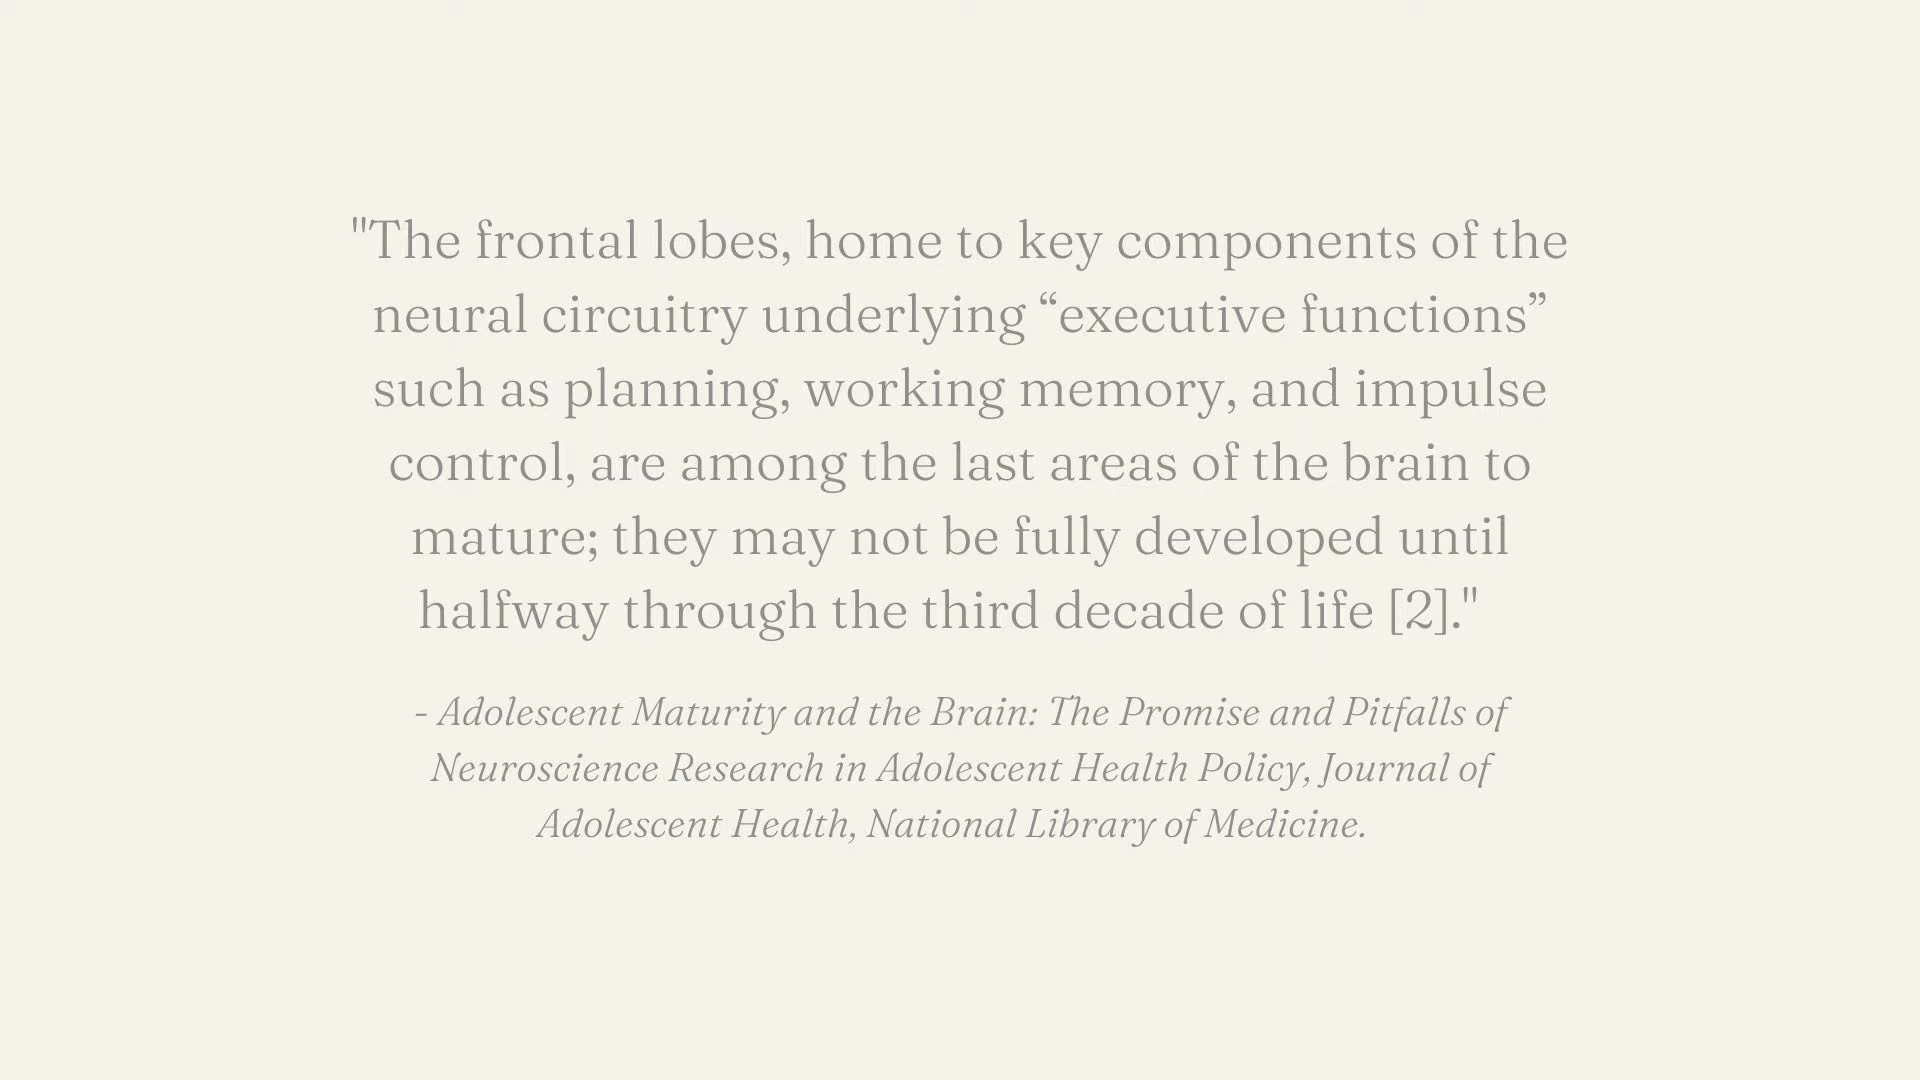 "The frontal lobes, home to key components of the
neural circuitry underlying “executive functions”
such as planning, working memory, and impulse
control, are among the last areas of the brain to
mature; they may not be fully developed until
halfway through the third decade of life [2]."
- Adolescent Maturity and the Brain: The Promise and Pitfalls of
Neuroscience Research in Adolescent Health Policy, Journal of
Adolescent Health, National Library of Medicine.